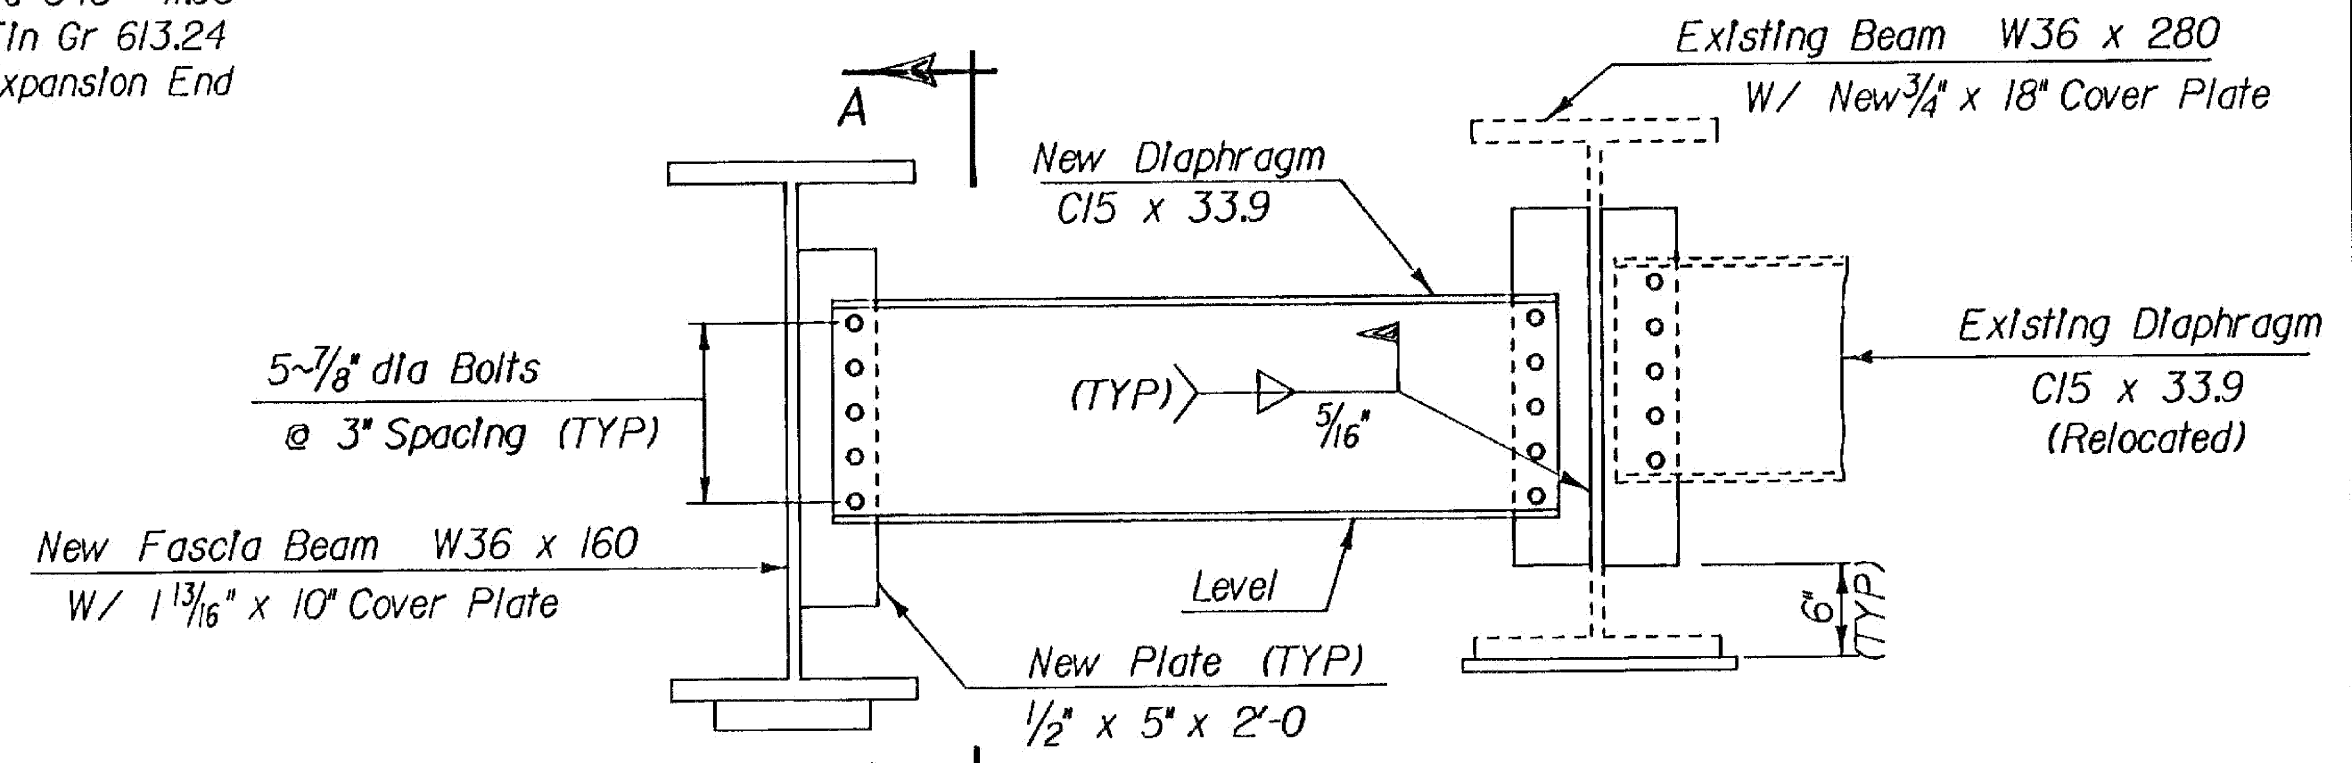 Fin Gr 613.24
Expansion End
A
Existing Beam W36 x 280
W/ New 3/4" x 18" Cover Plate
New Diaphragm
C15 x 33.9
5~7/8" dia Bolts
@ 3" Spacing (TYP)
(TYP)
5/16"
Existing Diaphragm
C15 x 33.9
(Relocated)
New Fascia Beam W36 x 160
W/ 1 13/16" x 10" Cover Plate
Level
6"
(TYP)
New Plate (TYP)
1/2" x 5" x 2'-0